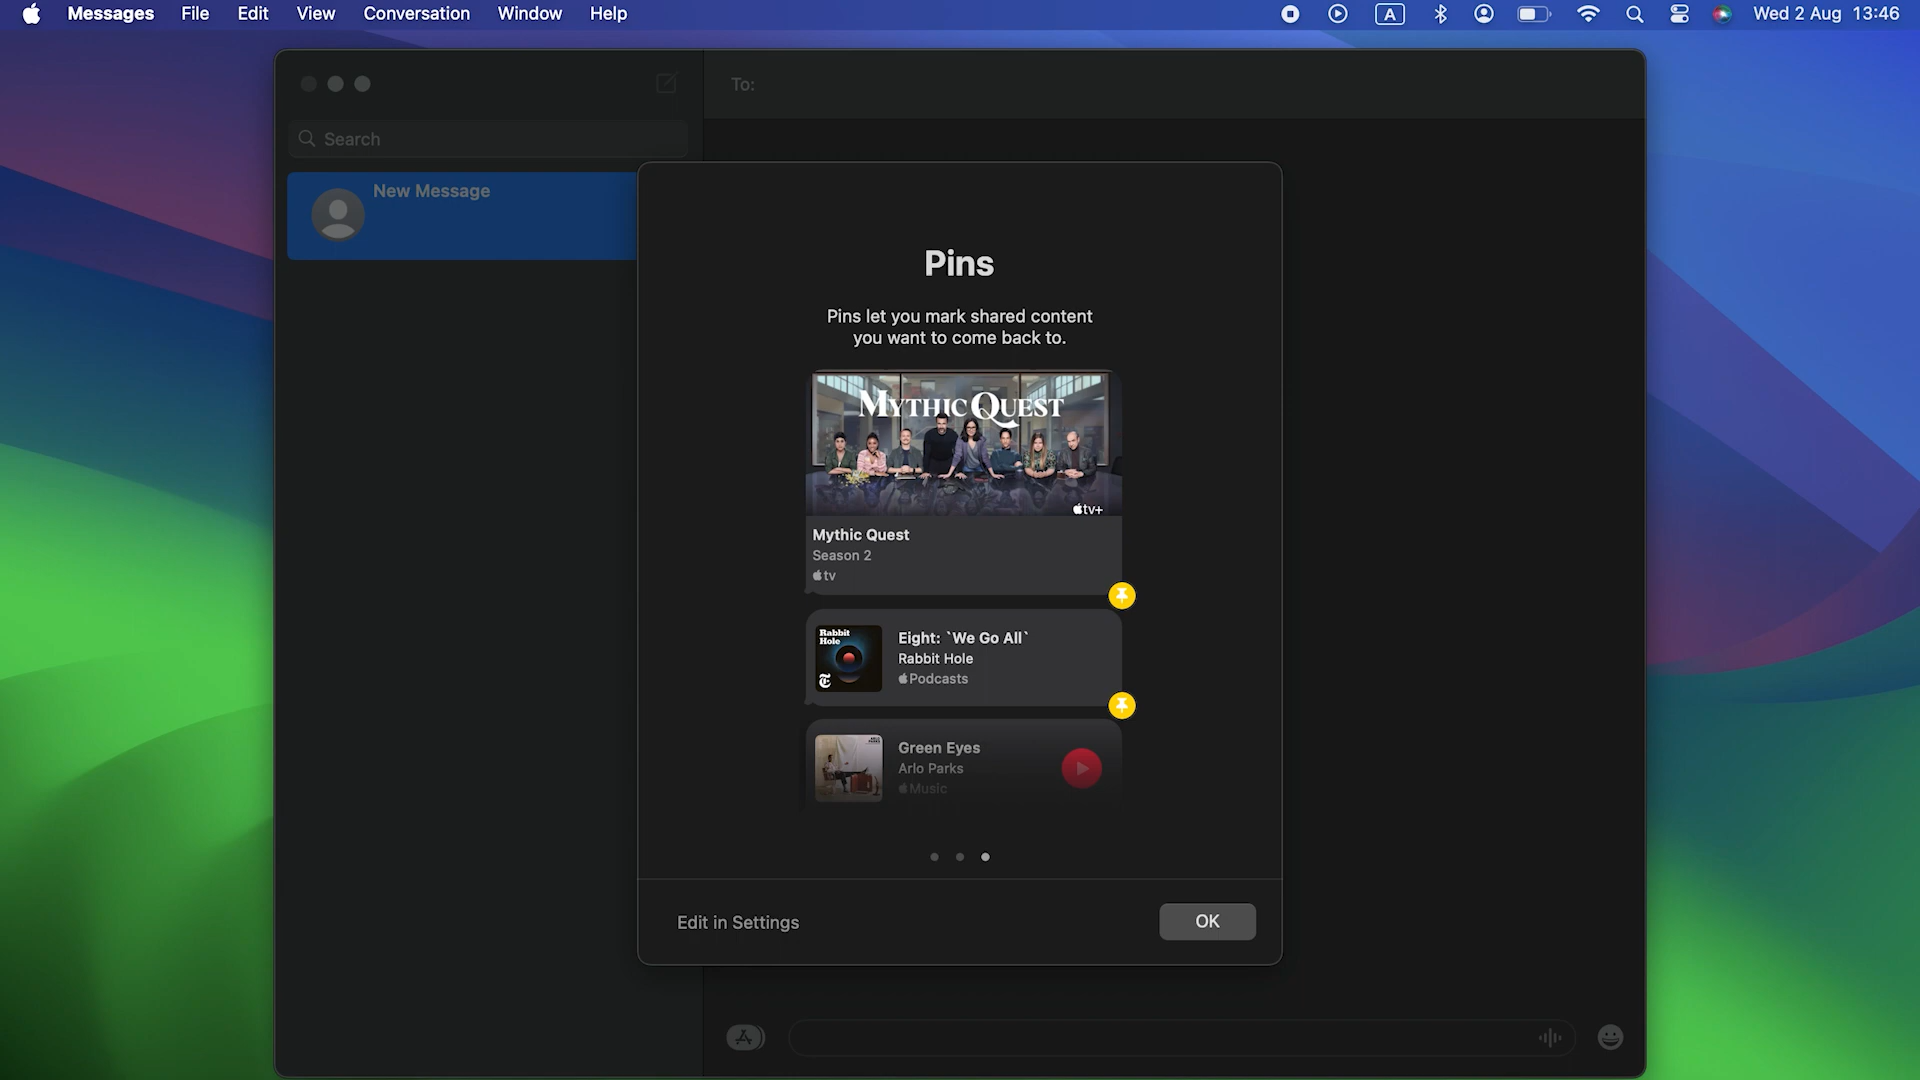 Messages File Edit View Conversation Window Help A Wed 2 Aug 13:46
To:
Search
New Message
Pins
Pins let you mark shared content
you want to come back to.
MYTHIC QUEST
tv+
Mythic Quest
Season 2
tv
Rabbit
Hole
Eight: `We Go All`
Rabbit Hole
Podcasts
Green Eyes
Arlo Parks
Music
Edit in Settings
OK